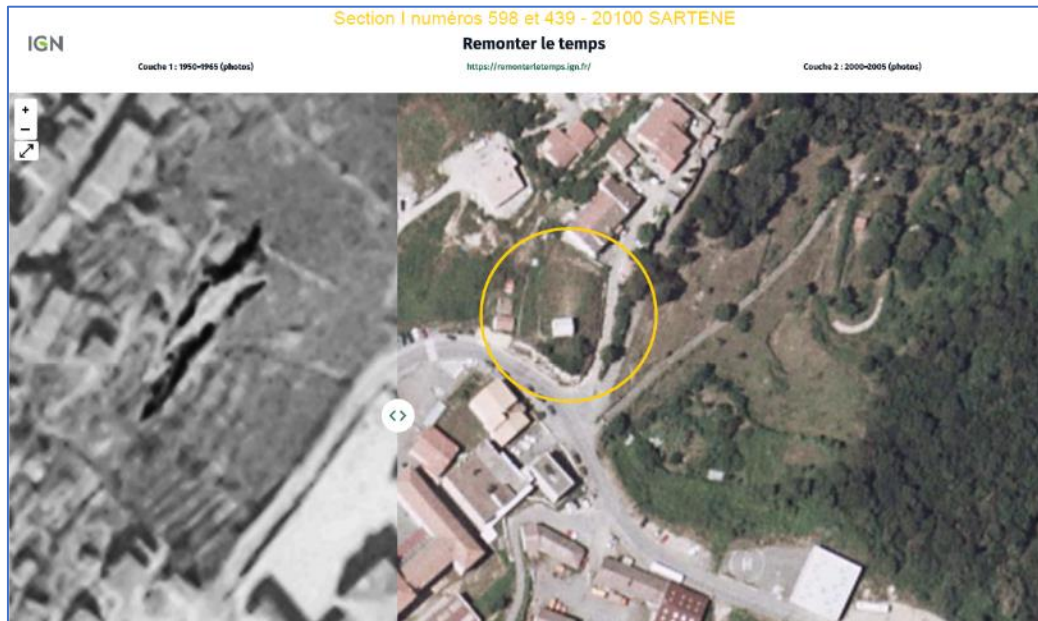 Section I numéros 598 et 439 - 20100 SARTENE
IGN
Remonter le temps
Couche 1 : 1950-1965 (photos)
https://remonterletemps.ign.fr/
Couche 2 : 2000-2005 (photos)
+
−